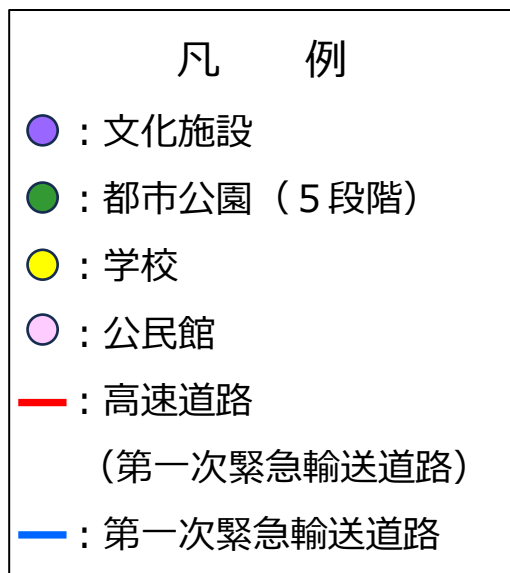 凡　例
：文化施設
：都市公園（５段階）
：学校
：公民館
：高速道路
（第一次緊急輸送道路）
：第一次緊急輸送道路